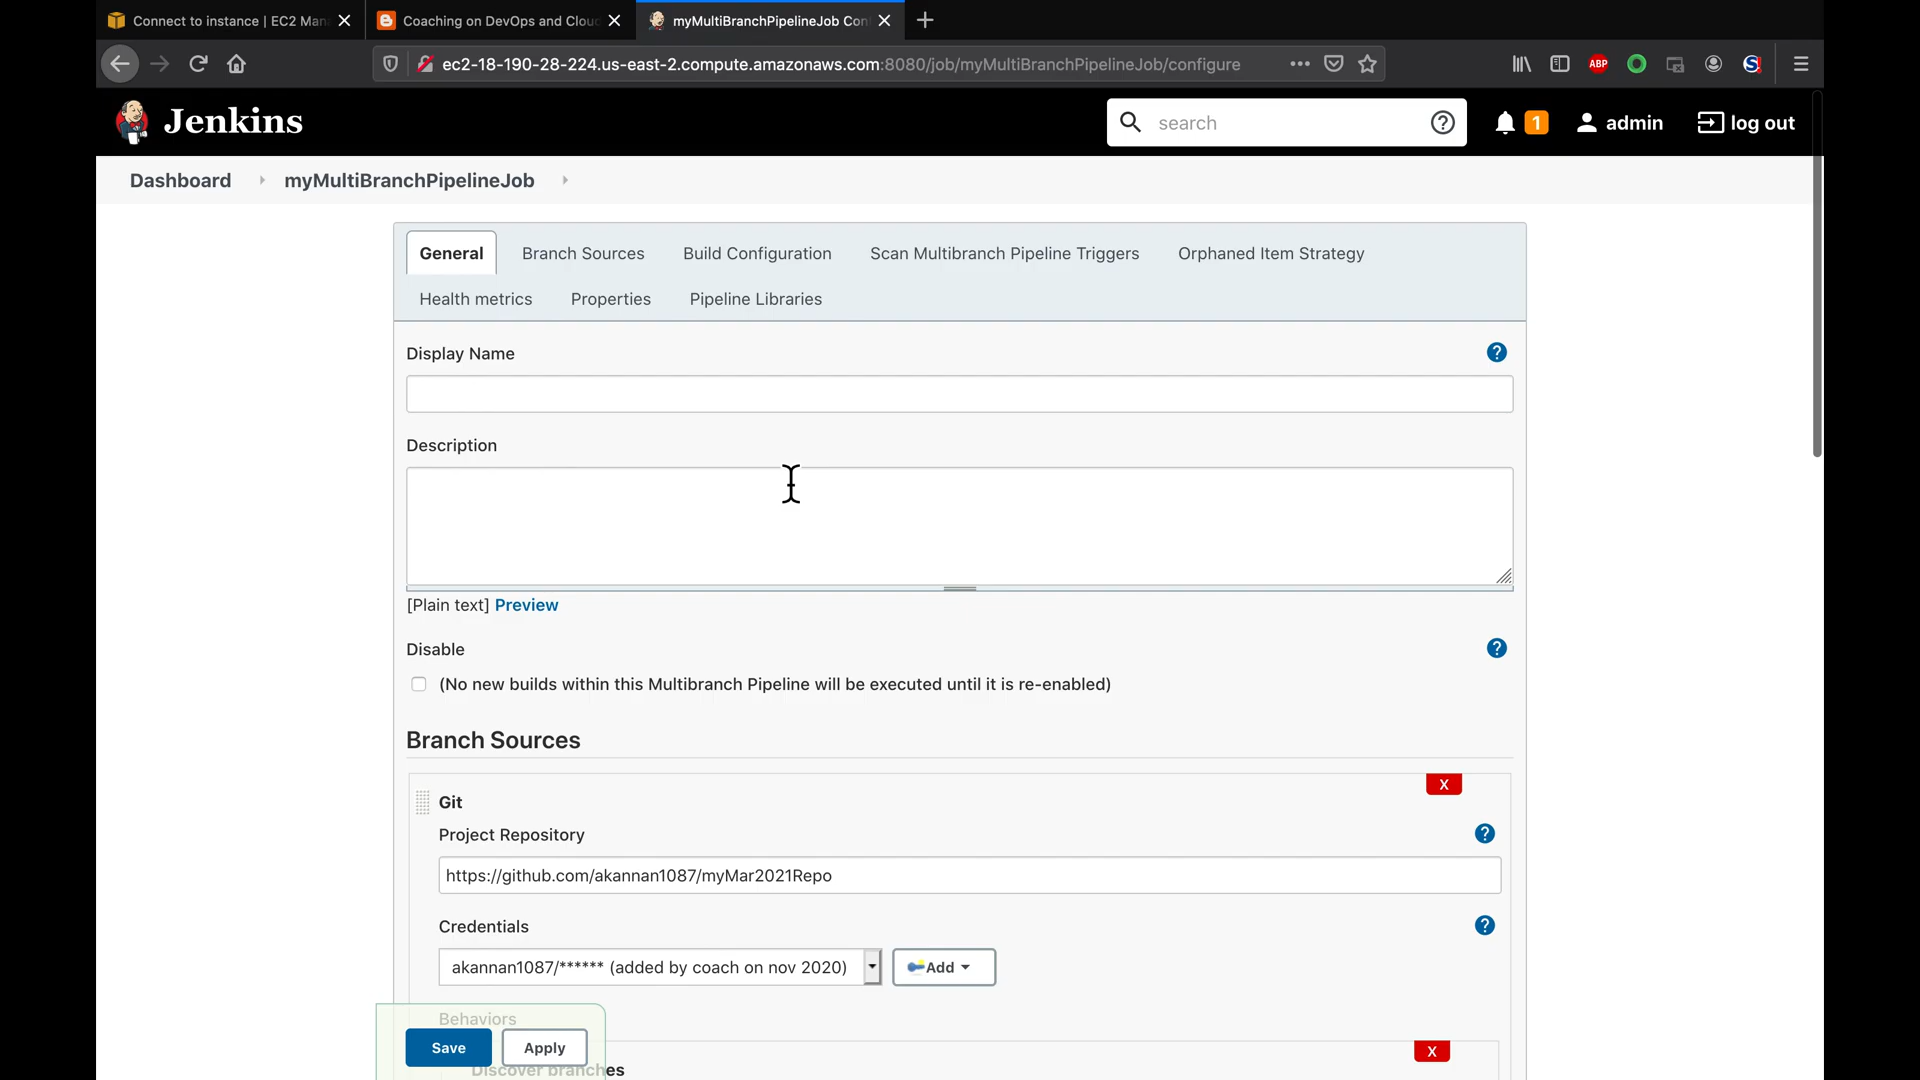 Connect to instance | EC2 Man
Coaching on DevOps and Clou
myMultiBranchPipelineJob Con
ec2-18-190-28-224.us-east-2.compute.amazonaws.com:8080/job/myMultiBranchPipelineJob/configure
ABP
S
Jenkins
search
?
1
admin
log out
Dashboard
myMultiBranchPipelineJob
General
Branch Sources
Build Configuration
Scan Multibranch Pipeline Triggers
Orphaned Item Strategy
Health metrics
Properties
Pipeline Libraries
Display Name
?
Description
[Plain text] Preview
Disable
?
(No new builds within this Multibranch Pipeline will be executed until it is re-enabled)
Branch Sources
X
Git
Project Repository
?
https://github.com/akannan1087/myMar2021Repo
Credentials
?
akannan1087/****** (added by coach on nov 2020)
Add
Behaviors
Save
Apply
X
Discover branches